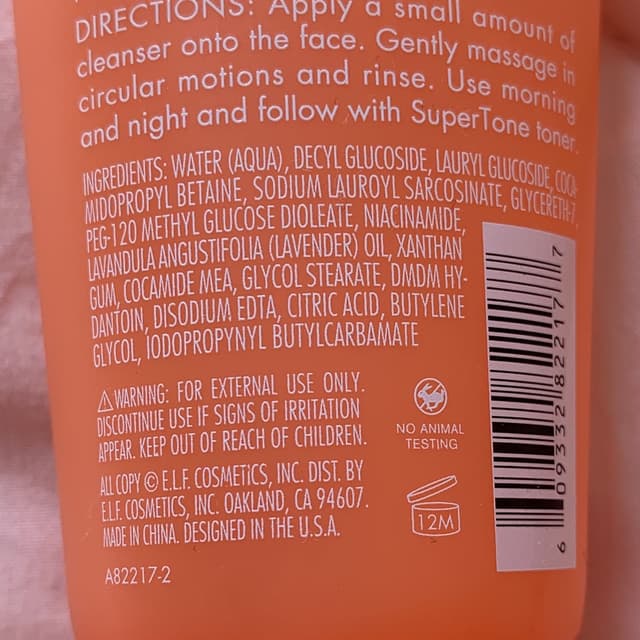 DIRECTIONS: Apply a small amount of
cleanser onto the face. Gently massage in
circular motions and rinse. Use morning
and night and follow with SuperTone toner.
INGREDIENTS: WATER (AQUA), DECYL GLUCOSIDE, LAURYL GLUCOSIDE, COCA-
MIDOPROPYL BETAINE, SODIUM LAUROYL SARCOSINATE, GLYCERETH-7,
PEG-120 METHYL GLUCOSE DIOLEATE, NIACINAMIDE,
LAVANDULA ANGUSTIFOLIA (LAVENDER) OIL, XANTHAN
GUM, COCAMIDE MEA, GLYCOL STEARATE, DMDM HY-
DANTOIN, DISODIUM EDTA, CITRIC ACID, BUTYLENE
GLYCOL, IODOPROPYNYL BUTYLCARBAMATE
WARNING: FOR EXTERNAL USE ONLY.
DISCONTINUE USE IF SIGNS OF IRRITATION
APPEAR. KEEP OUT OF REACH OF CHILDREN.
ALL COPY © E.L.F. COSMETICS, INC. DIST. BY
E.L.F. COSMETICS, INC. OAKLAND, CA 94607.
MADE IN CHINA. DESIGNED IN THE U.S.A.
A82217-2
NO ANIMAL
TESTING
12M
6 09332 82217 7